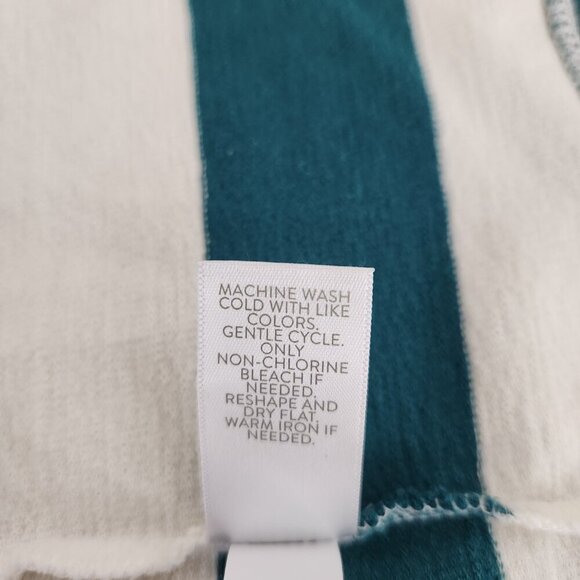 MACHINE WASH
COLD WITH LIKE
COLORS.
GENTLE CYCLE.
ONLY
NON-CHLORINE
BLEACH IF
NEEDED.
RESHAPE AND
DRY FLAT.
WARM IRON IF
NEEDED.